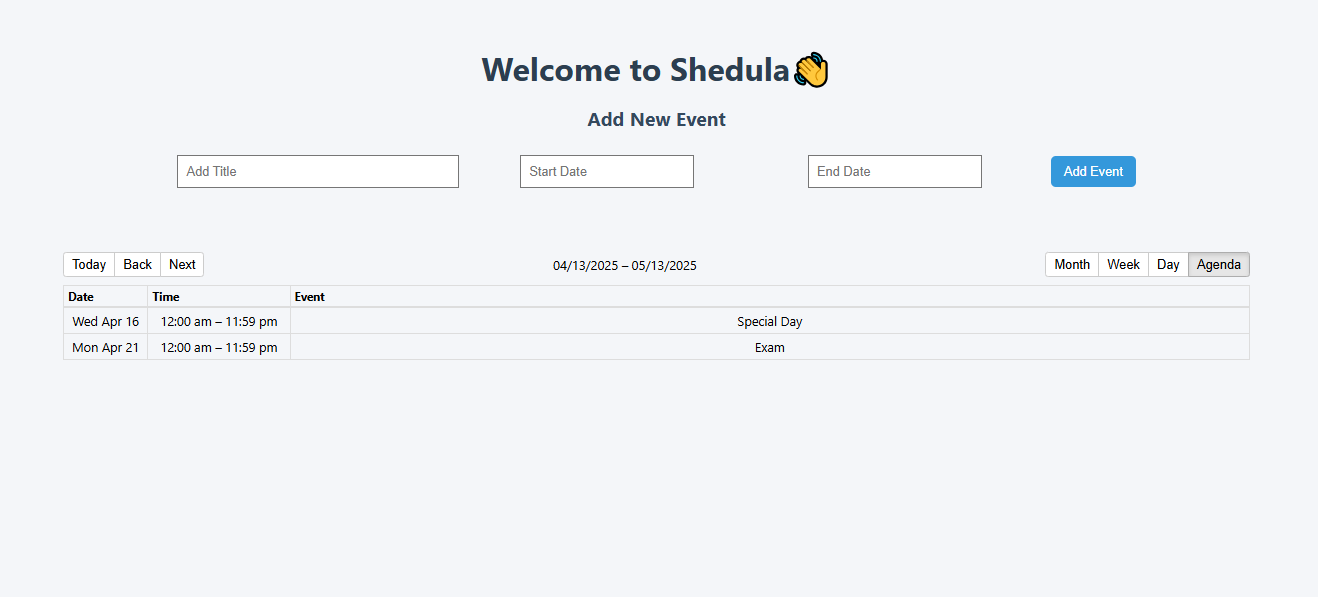 Welcome to Shedula👋
Add New Event
Add Title Start Date End Date Add Event
Today Back Next 04/13/2025 – 05/13/2025 Month Week Day Agenda
Date Time Event
Wed Apr 16 12:00 am – 11:59 pm Special Day
Mon Apr 21 12:00 am – 11:59 pm Exam